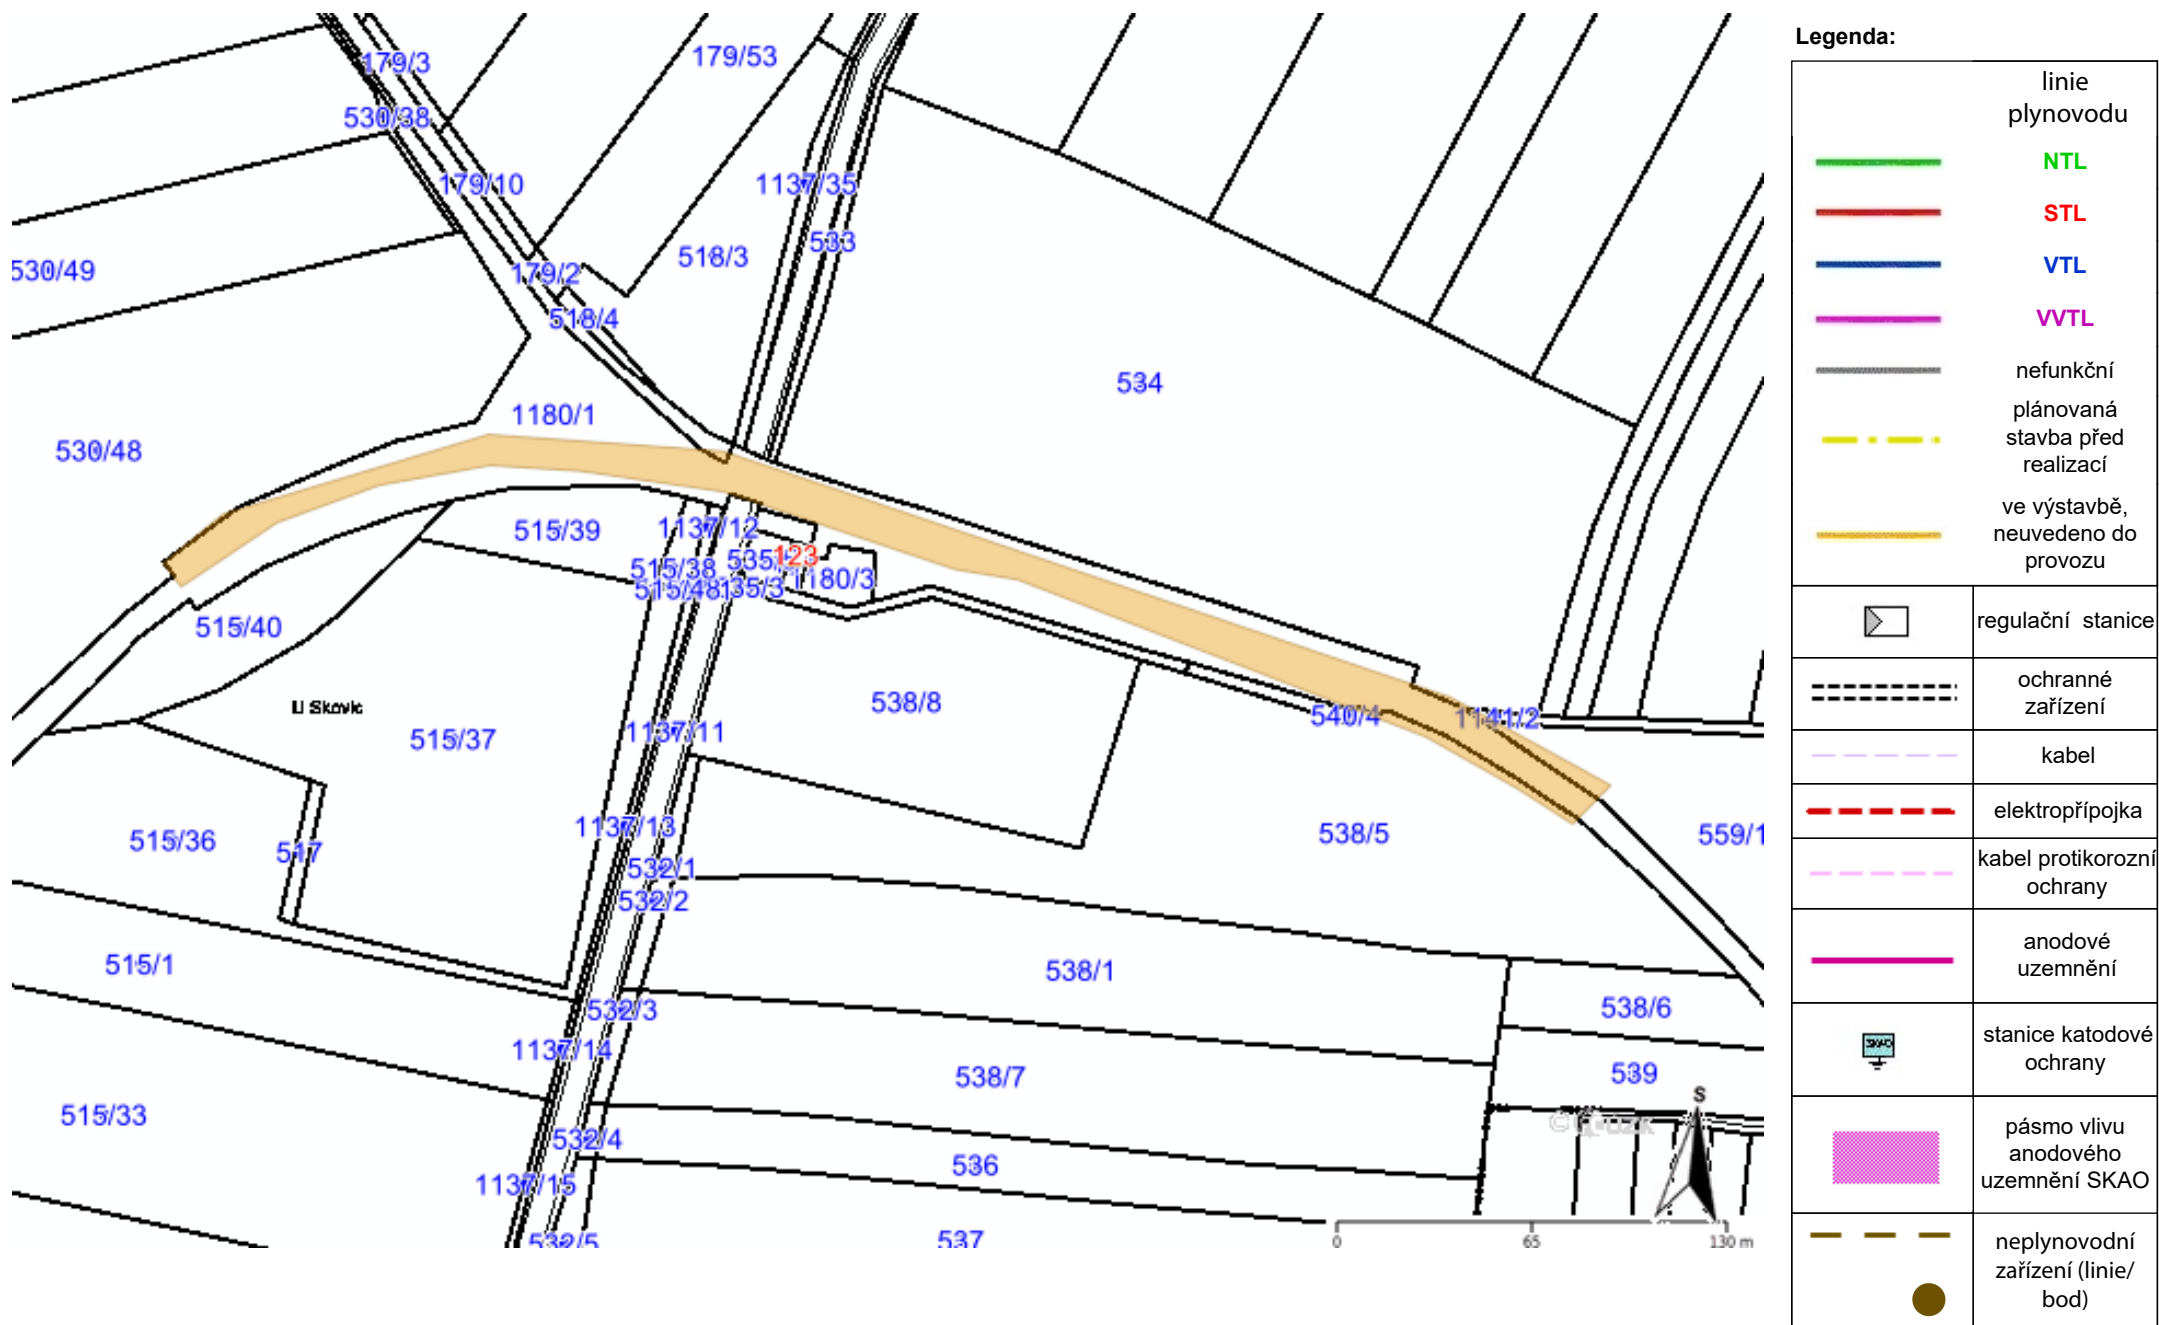 179/3
179/53
530/38
179/10
1137/35
533
518/3
530/49
179/2
518/4
534
1180/1
530/48
515/39
1137/12
123
515/38
1180/3
515/40
538/8
540/4
1141/2
515/37
1137/11
538/5
559/1
1137/13
515/36
517
532/1
532/2
515/1
538/1
532/3
538/6
1137/14
538/7
539
515/33
532/4
536
1137/15
537
532/5
S
0
65
130 m
Legenda:
linie
plynovodu
NTL
STL
VTL
VVTL
nefunkční
plánovaná
stavba před
realizací
ve výstavbě,
neuvedeno do
provozu
regulační stanice
ochranné
zařízení
kabel
elektropřípojka
kabel protikorozní
ochrany
anodové
uzemnění
SKAO
stanice katodové
ochrany
pásmo vlivu
anodového
uzemnění SKAO
neplynovodní
zařízení (linie/
bod)